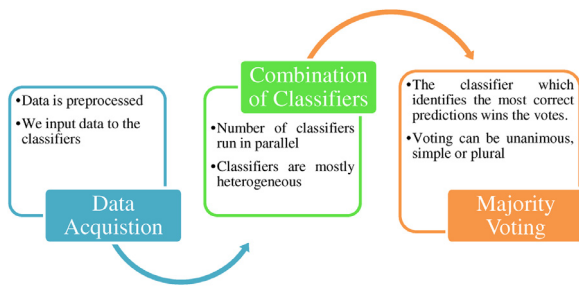 •Data is preprocessed
•We input data to the
classifiers
Data
Acquistion
Combination
of Classifiers
•Number of classifiers
run in parallel
•Classifiers are mostly
heterogeneous
•The classifier which
identifies the most correct
predictions wins the votes.
•Voting can be unanimous,
simple or plural
Majority
Voting